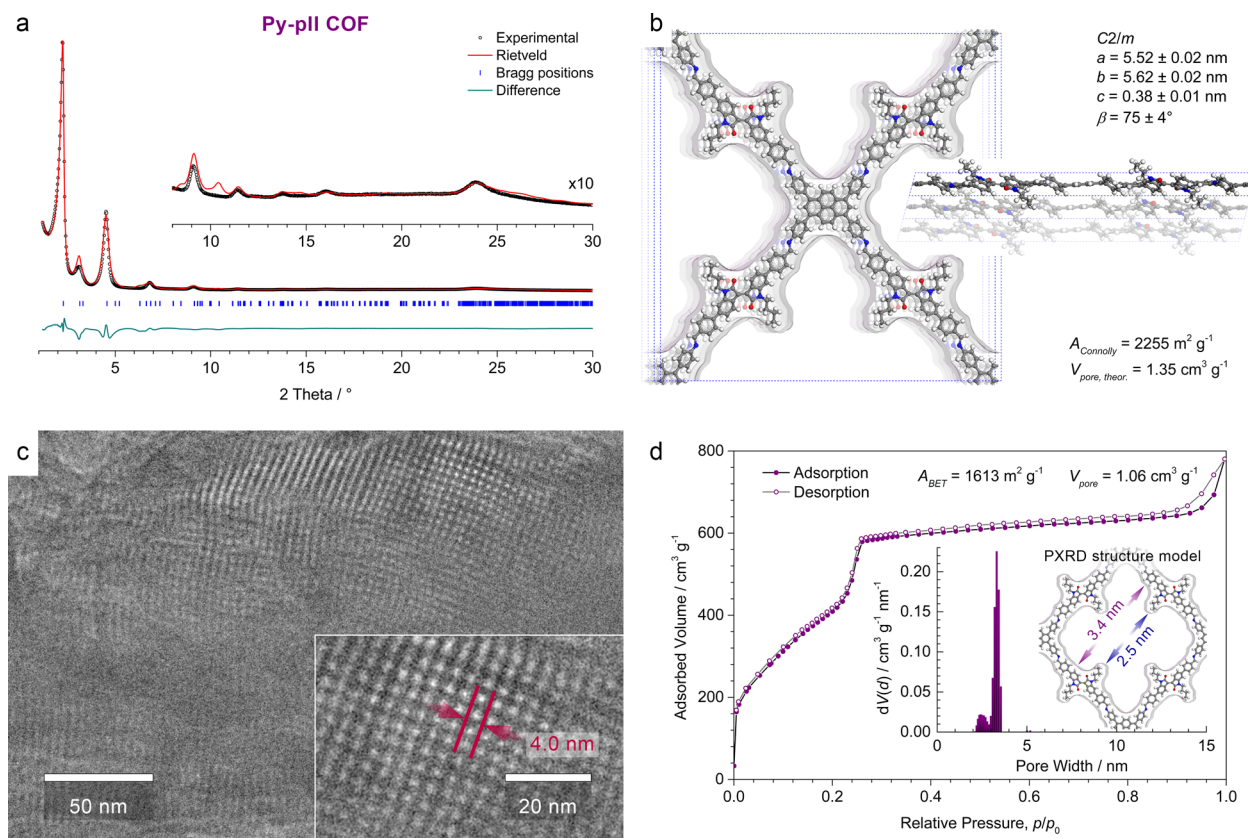 a
Py-pII COF
Experimental
Rietveld
Bragg positions
Difference
x10
10 15 20 25 30
5 10 15 20 25 30
2 Theta / °
b
C2/m
a = 5.52 ± 0.02 nm
b = 5.62 ± 0.02 nm
c = 0.38 ± 0.01 nm
β = 75 ± 4°
A_Connolly = 2255 m² g⁻¹
V_pore, theor. = 1.35 cm³ g⁻¹
c
4.0 nm
50 nm
20 nm
d
Adsorption
Desorption
A_BET = 1613 m² g⁻¹
V_pore = 1.06 cm³ g⁻¹
800
600
400
200
0
Adsorbed Volume / cm³ g⁻¹
0.0 0.2 0.4 0.6 0.8 1.0
Relative Pressure, p/p₀
PXRD structure model
0.20
0.15
0.10
0.05
0.00
dV(d) / cm³ g⁻¹ nm⁻¹
3.4 nm
2.5 nm
0 5 10 15
Pore Width / nm